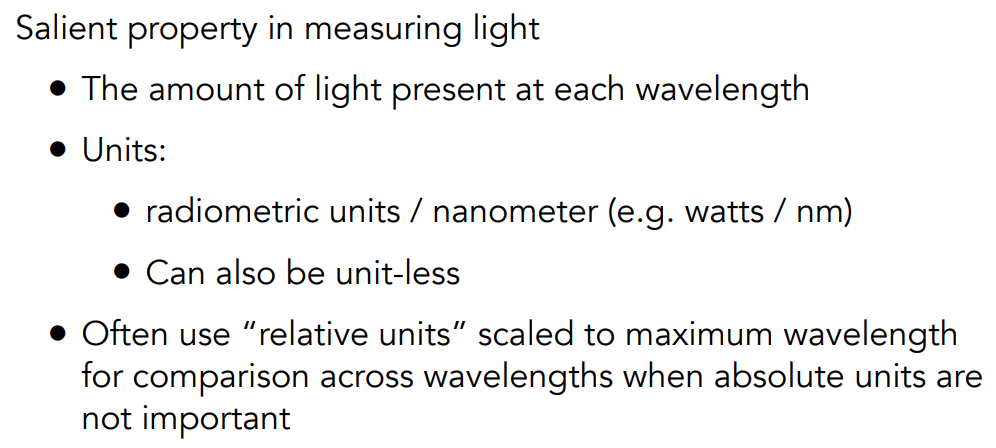 Salient property in measuring light
• The amount of light present at each wavelength
• Units:
• radiometric units / nanometer (e.g. watts / nm)
• Can also be unit-less
• Often use “relative units” scaled to maximum wavelength
for comparison across wavelengths when absolute units are
not important